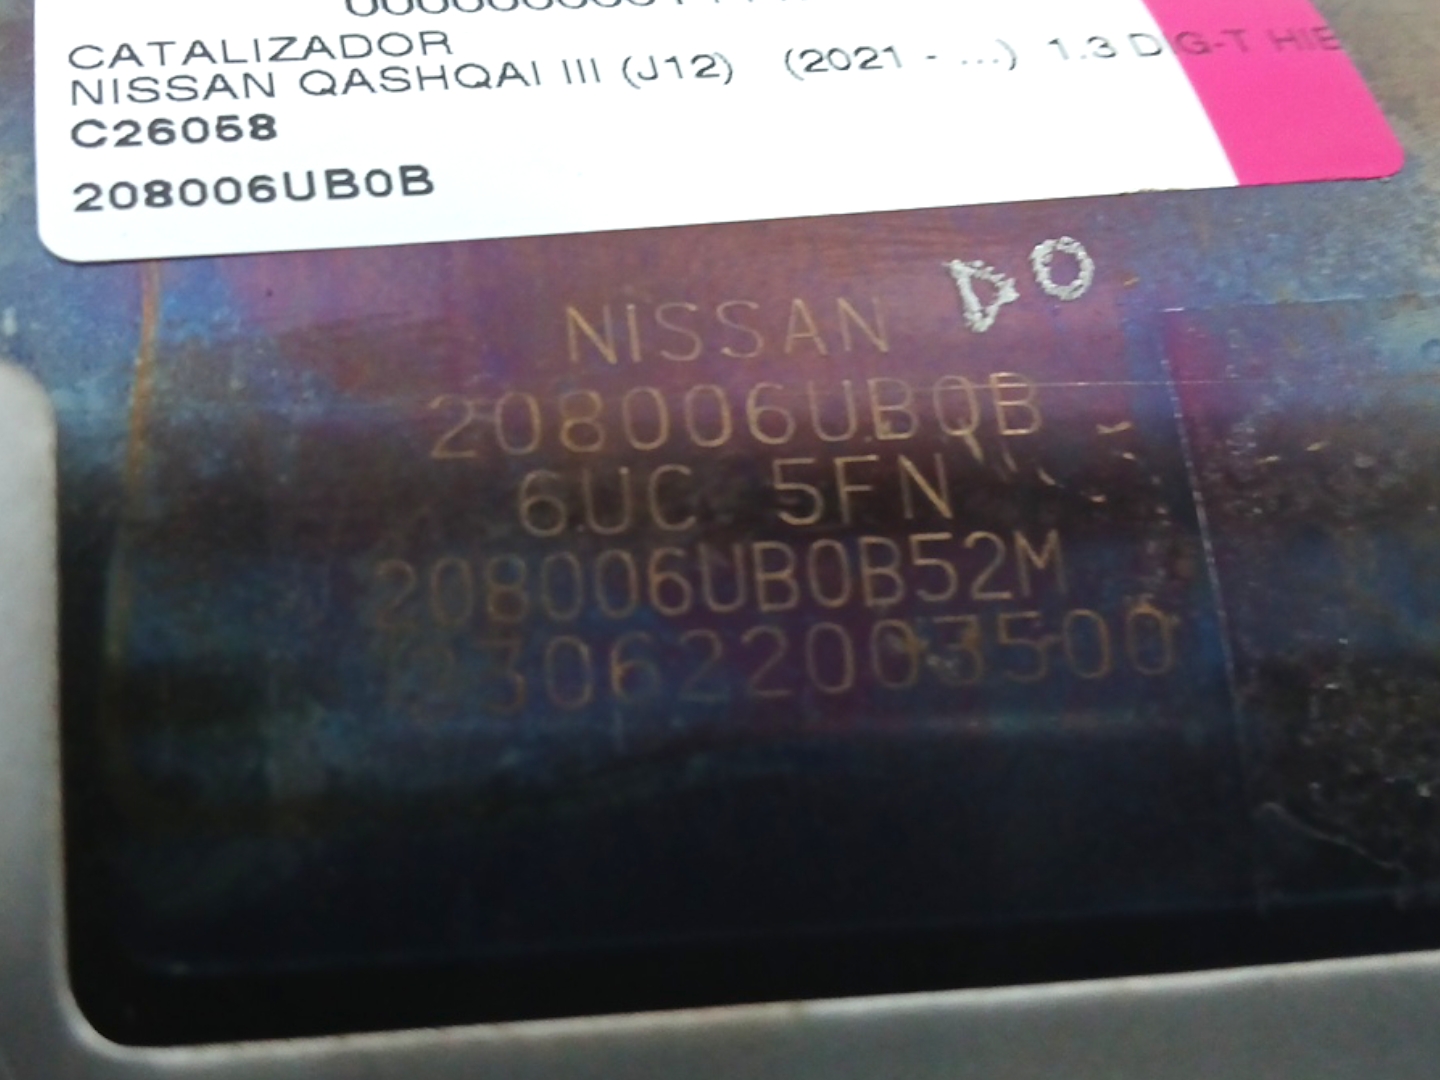 CATALIZADOR
NISSAN QASHQAI III (J12) (2021 - ...) 1.3 DIG-T HIE
C26058
208006UB0B
DO
NISSAN
208006UB0B
6UC 5FN
208006UB0B52M
230622003500